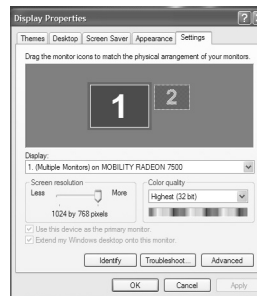 Display Properties
?
Themes Desktop Screen Saver Appearance Settings
Drag the monitor icons to match the physical arrangement of your monitors.
1 2
Display:
1. (Multiple Monitors) on MOBILITY RADEON 7500
Screen resolution Color quality
Less More Highest (32 bit)
1024 by 768 pixels
Use this device as the primary monitor.
Extend my Windows desktop onto this monitor.
Identify Troubleshoot... Advanced
OK Cancel Apply